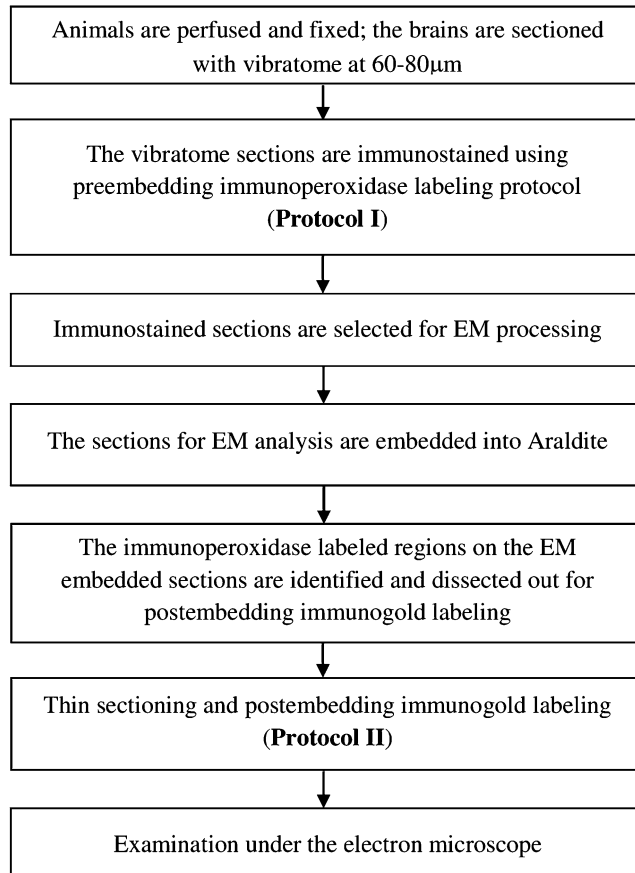 Animals are perfused and fixed; the brains are sectioned
with vibratome at 60-80μm
The vibratome sections are immunostained using
preembedding immunoperoxidase labeling protocol
(Protocol I)
Immunostained sections are selected for EM processing
The sections for EM analysis are embedded into Araldite
The immunoperoxidase labeled regions on the EM
embedded sections are identified and dissected out for
postembedding immunogold labeling
Thin sectioning and postembedding immunogold labeling
(Protocol II)
Examination under the electron microscope